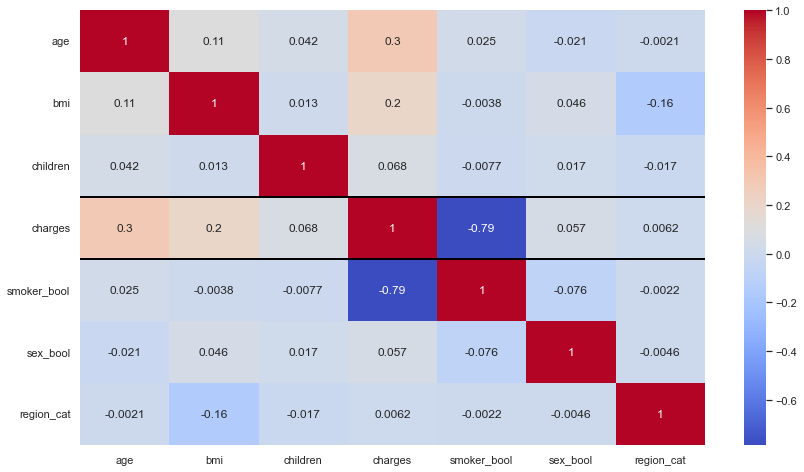 age 1 0.11 0.042 0.3 0.025 -0.021 -0.0021
bmi 0.11 1 0.013 0.2 -0.0038 0.046 -0.16
children 0.042 0.013 1 0.068 -0.0077 0.017 -0.017
charges 0.3 0.2 0.068 1 -0.79 0.057 0.0062
smoker_bool 0.025 -0.0038 -0.0077 -0.79 1 -0.076 -0.0022
sex_bool -0.021 0.046 0.017 0.057 -0.076 1 -0.0046
region_cat -0.0021 -0.16 -0.017 0.0062 -0.0022 -0.0046 1
age bmi children charges smoker_bool sex_bool region_cat
1.0
0.8
0.6
0.4
0.2
0.0
−0.2
−0.4
−0.6